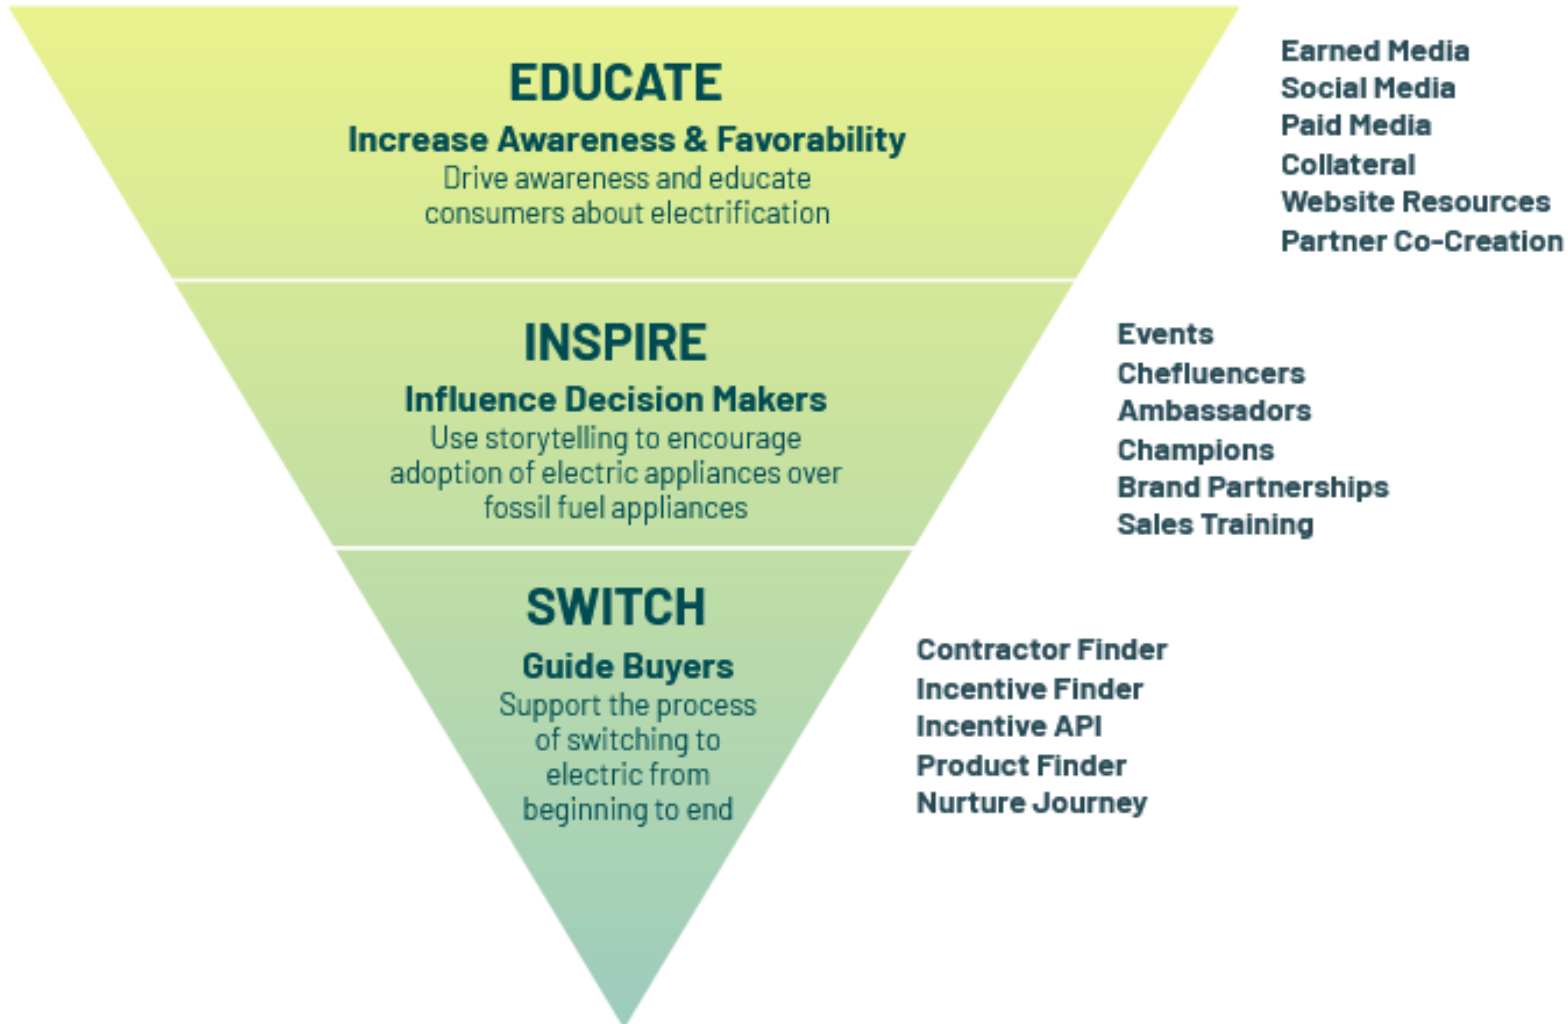 EDUCATE
Increase Awareness & Favorability
Drive awareness and educate
consumers about electrification
Earned Media
Social Media
Paid Media
Collateral
Website Resources
Partner Co-Creation
INSPIRE
Influence Decision Makers
Use storytelling to encourage
adoption of electric appliances over
fossil fuel appliances
Events
Chefluencers
Ambassadors
Champions
Brand Partnerships
Sales Training
SWITCH
Guide Buyers
Support the process
of switching to
electric from
beginning to end
Contractor Finder
Incentive Finder
Incentive API
Product Finder
Nurture Journey